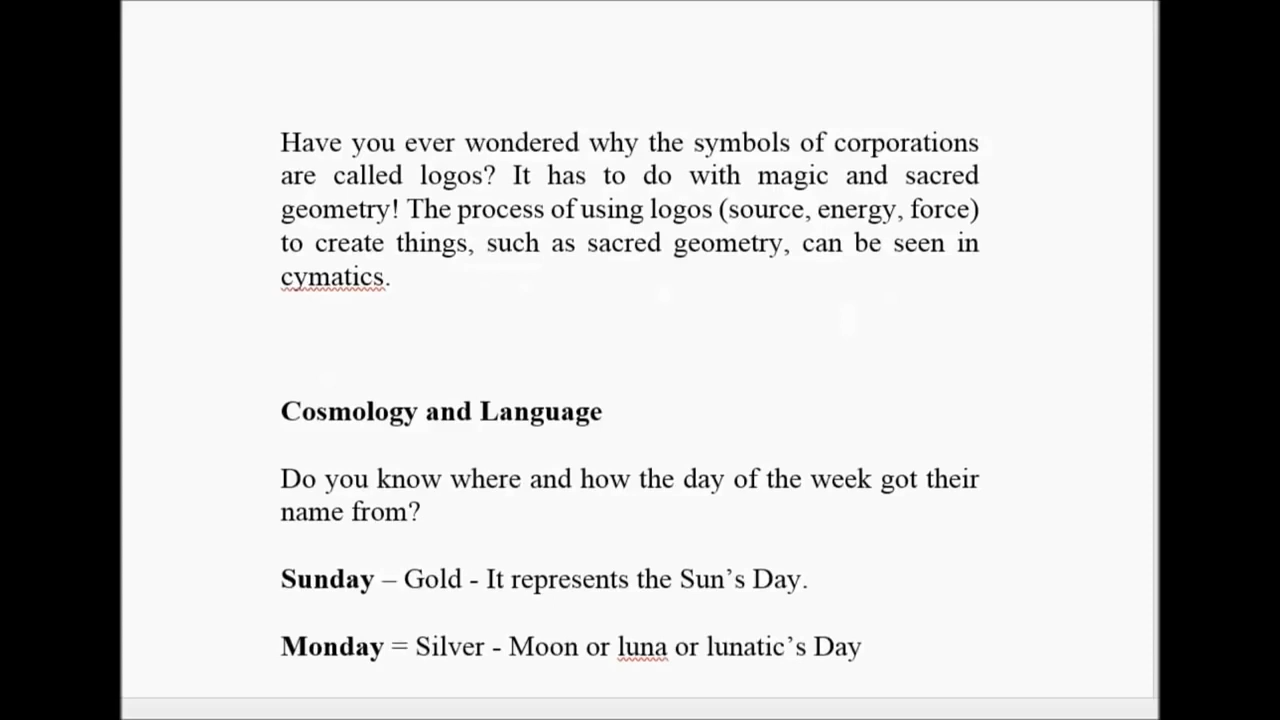 Have you ever wondered why the symbols of corporations
are called logos? It has to do with magic and sacred
geometry! The process of using logos (source, energy, force)
to create things, such as sacred geometry, can be seen in
cymatics.
Cosmology and Language
Do you know where and how the day of the week got their
name from?
Sunday – Gold - It represents the Sun’s Day.
Monday = Silver - Moon or luna or lunatic’s Day